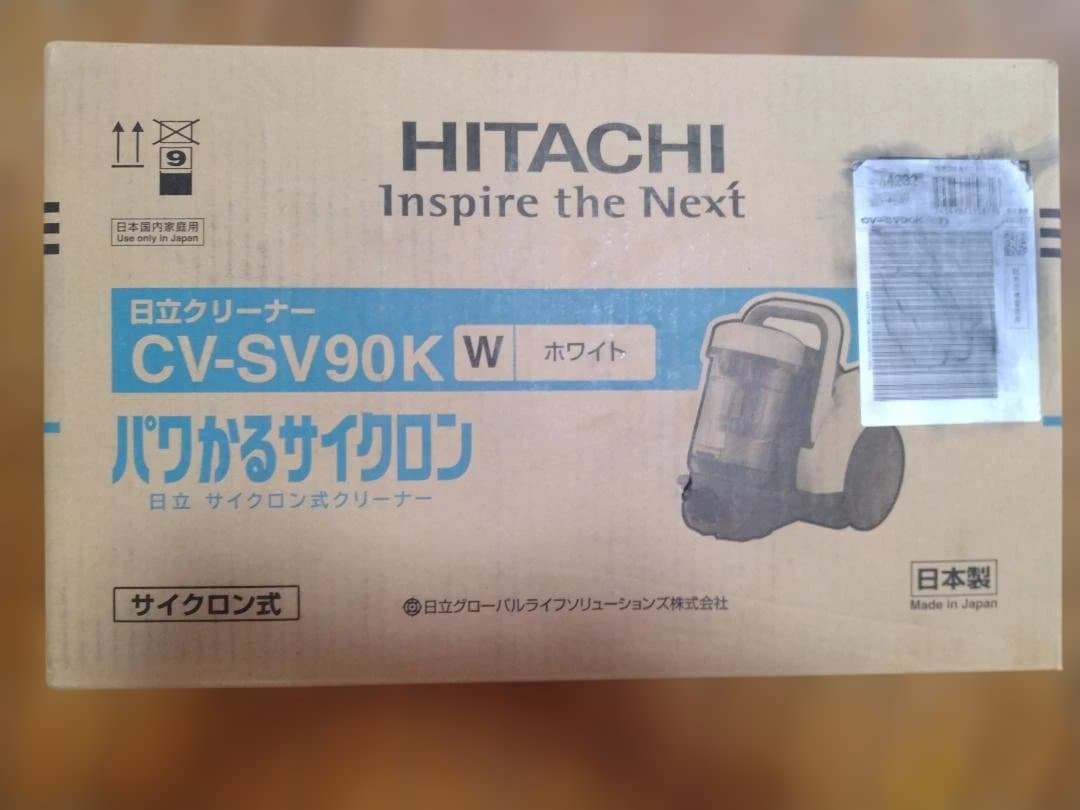 HITACHI
Inspire the Next
9
日本国内家庭用
Use only in Japan
日立クリーナー
CV-SV90K W ホワイト
パワかるサイクロン
日立 サイクロン式クリーナー
サイクロン式
日立グローバルライフソリューションズ株式会社
日本製
Made in Japan
CV-SV90K